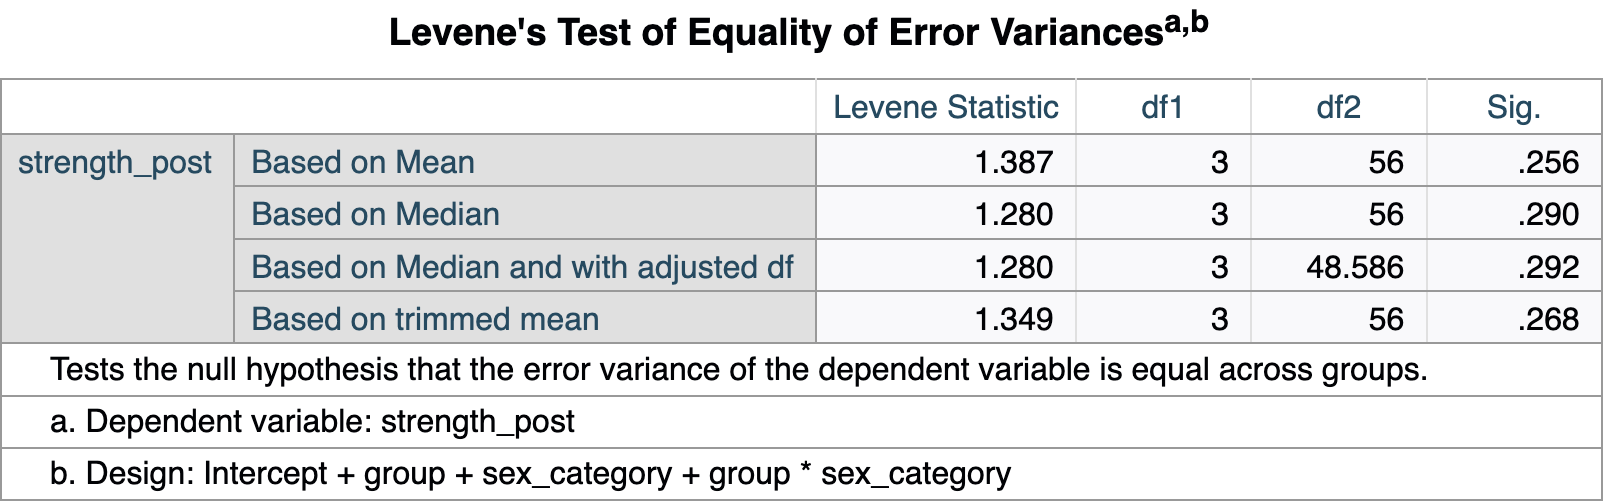 Levene's Test of Equality of Error Variancesa,b
Levene Statistic df1 df2 Sig.
strength_post Based on Mean 1.387 3 56 .256
Based on Median 1.280 3 56 .290
Based on Median and with adjusted df 1.280 3 48.586 .292
Based on trimmed mean 1.349 3 56 .268
Tests the null hypothesis that the error variance of the dependent variable is equal across groups.
a. Dependent variable: strength_post
b. Design: Intercept + group + sex_category + group * sex_category